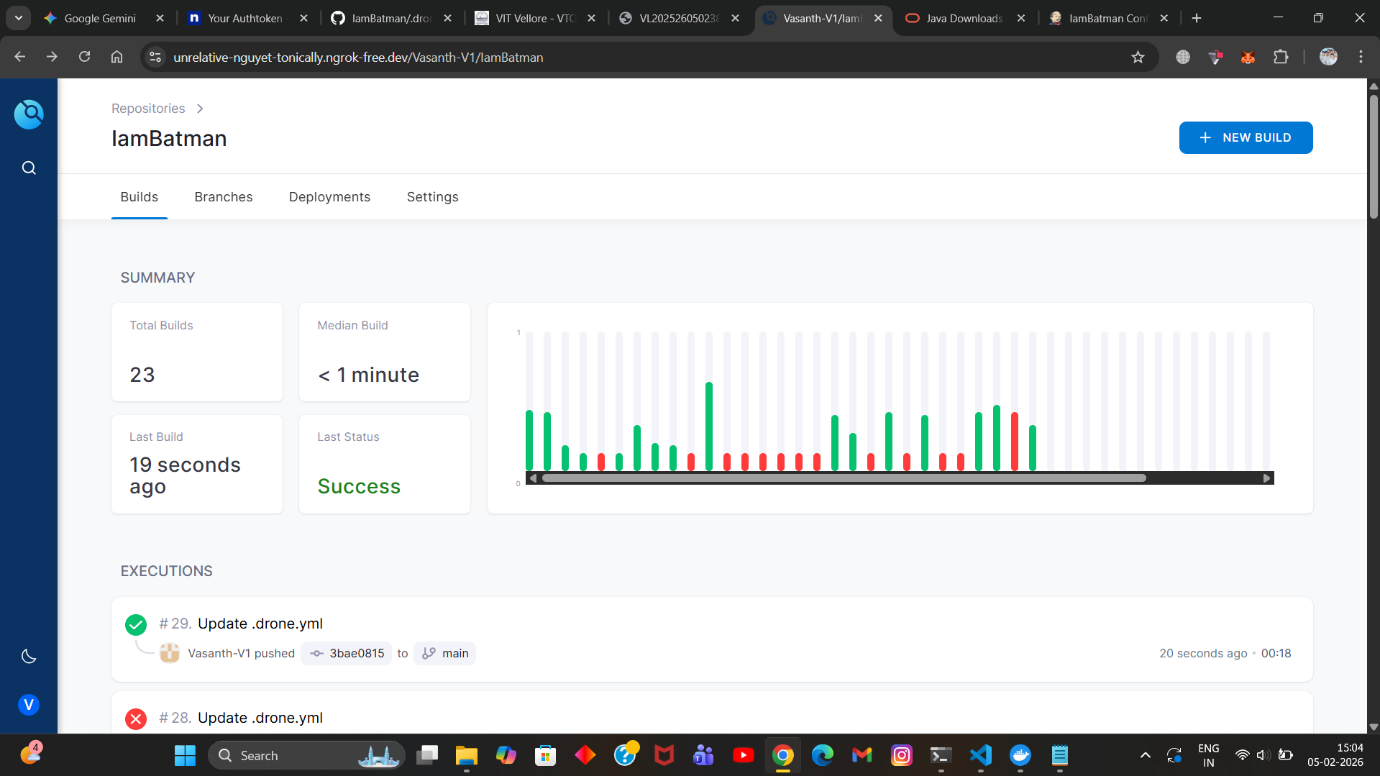 Google Gemini
Your Authtoken
IamBatman/.dro
VIT Vellore - VTO
VL2025260502
Vasanth-V1/Iam
Java Downloads
IamBatman Con
unrelative-nguyet-tonically.ngrok-free.dev/Vasanth-V1/IamBatman
Repositories
IamBatman
NEW BUILD
Builds
Branches
Deployments
Settings
SUMMARY
Total Builds
23
Median Build
< 1 minute
Last Build
19 seconds
ago
Last Status
Success
1
0
EXECUTIONS
# 29. Update .drone.yml
Vasanth-V1 pushed 3bae0815 to main
20 seconds ago • 00:18
# 28. Update .drone.yml
V
4
Search
ENG
IN
15:04
05-02-2026